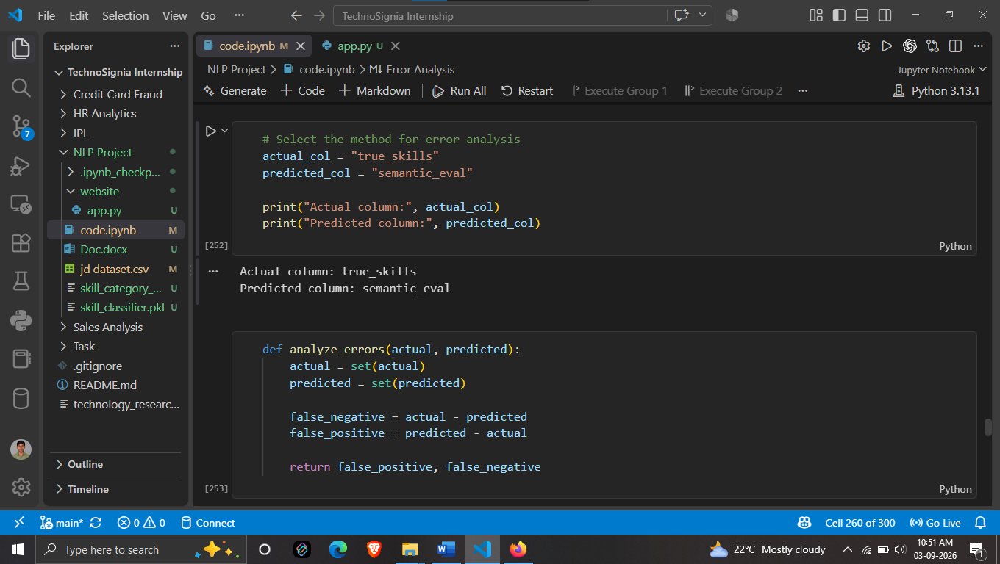 File Edit Selection View Go ··· TechnoSignia Internship
Explorer ···
TechnoSignia Internship
Credit Card Fraud
HR Analytics
IPL
NLP Project
.ipynb_checkp...
website
app.py U
code.ipynb M
Doc.docx U
jd dataset.csv M
skill_category_... U
skill_classifier.pkl U
Sales Analysis
Task
.gitignore
README.md
technology_researc...
Outline
Timeline
7
code.ipynb M app.py U
NLP Project > code.ipynb > M↓ Error Analysis
Jupyter Notebook
Generate + Code + Markdown Run All Restart Execute Group 1 Execute Group 2 ··· Python 3.13.1
# Select the method for error analysis
actual_col = "true_skills"
predicted_col = "semantic_eval"
print("Actual column:", actual_col)
print("Predicted column:", predicted_col)
[252] Python
··· Actual column: true_skills
Predicted column: semantic_eval
def analyze_errors(actual, predicted):
actual = set(actual)
predicted = set(predicted)
false_negative = actual - predicted
false_positive = predicted - actual
return false_positive, false_negative
[253] Python
main* 0 0 Connect Cell 260 of 300 Go Live
Type here to search 22°C Mostly cloudy 10:51 AM
03-09-2026
1